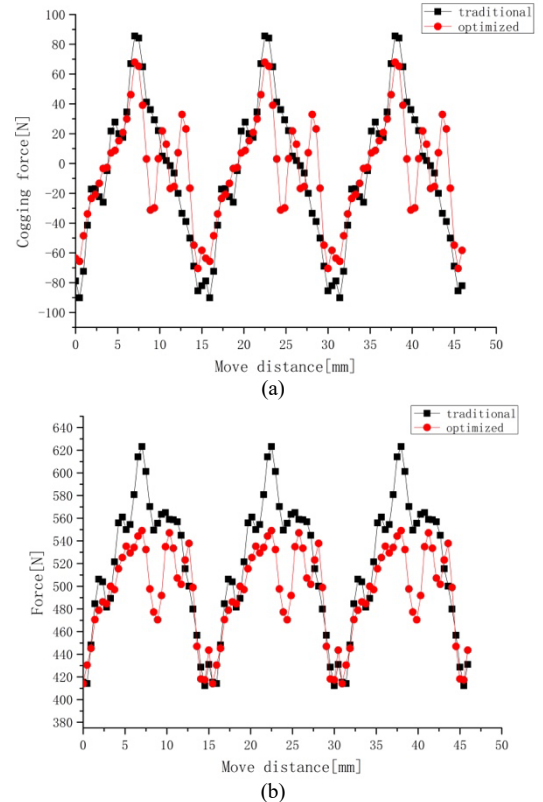 traditional
optimized
100
80
60
40
20
0
-20
-40
-60
-80
-100
Cogging force[N]
0 5 10 15 20 25 30 35 40 45 50
Move distance[mm]
(a)
traditional
optimized
640
620
600
580
560
540
520
500
480
460
440
420
400
380
Force[N]
0 5 10 15 20 25 30 35 40 45 50
Move distance[mm]
(b)